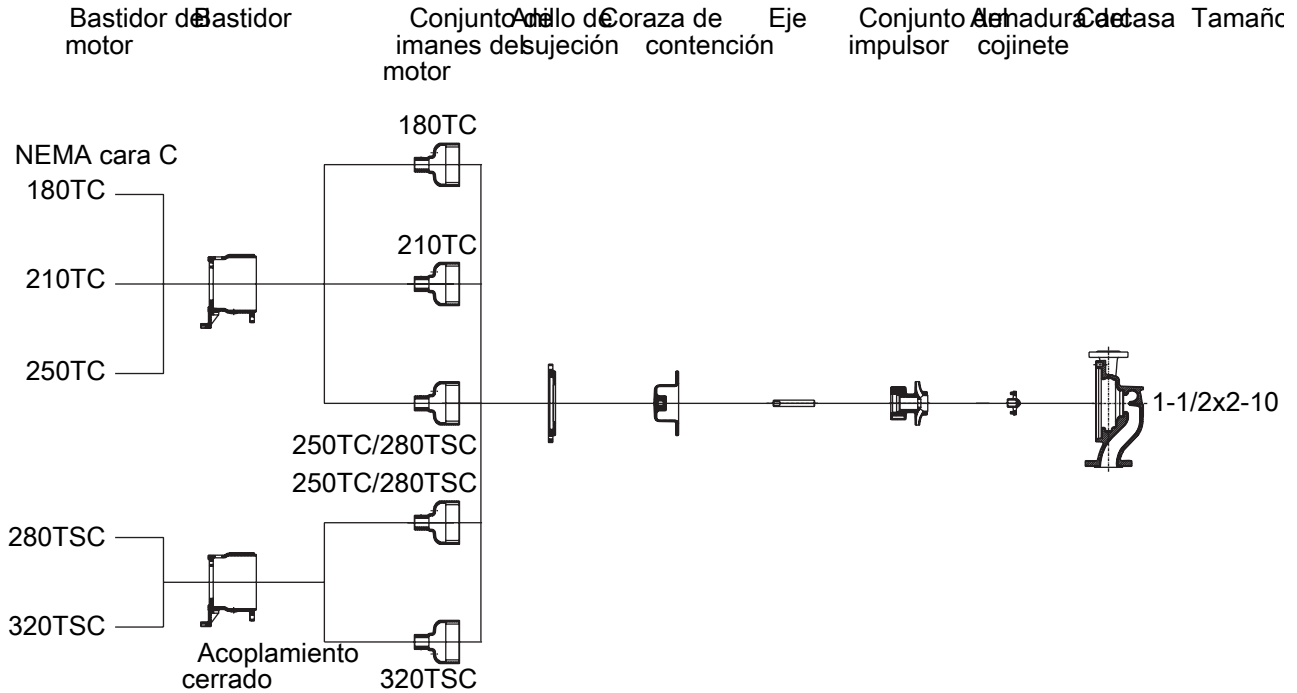 Bastidor del motor
Bastidor
Conjunto de imanes del motor
Anillo de sujeción
Coraza de contención
Eje
Conjunto del impulsor
Armadura del cojinete
Carcasa
Tamaño
NEMA cara C
180TC
210TC
250TC
280TSC
320TSC
Acoplamiento cerrado
180TC
210TC
250TC/280TSC
250TC/280TSC
320TSC
1-1/2x2-10